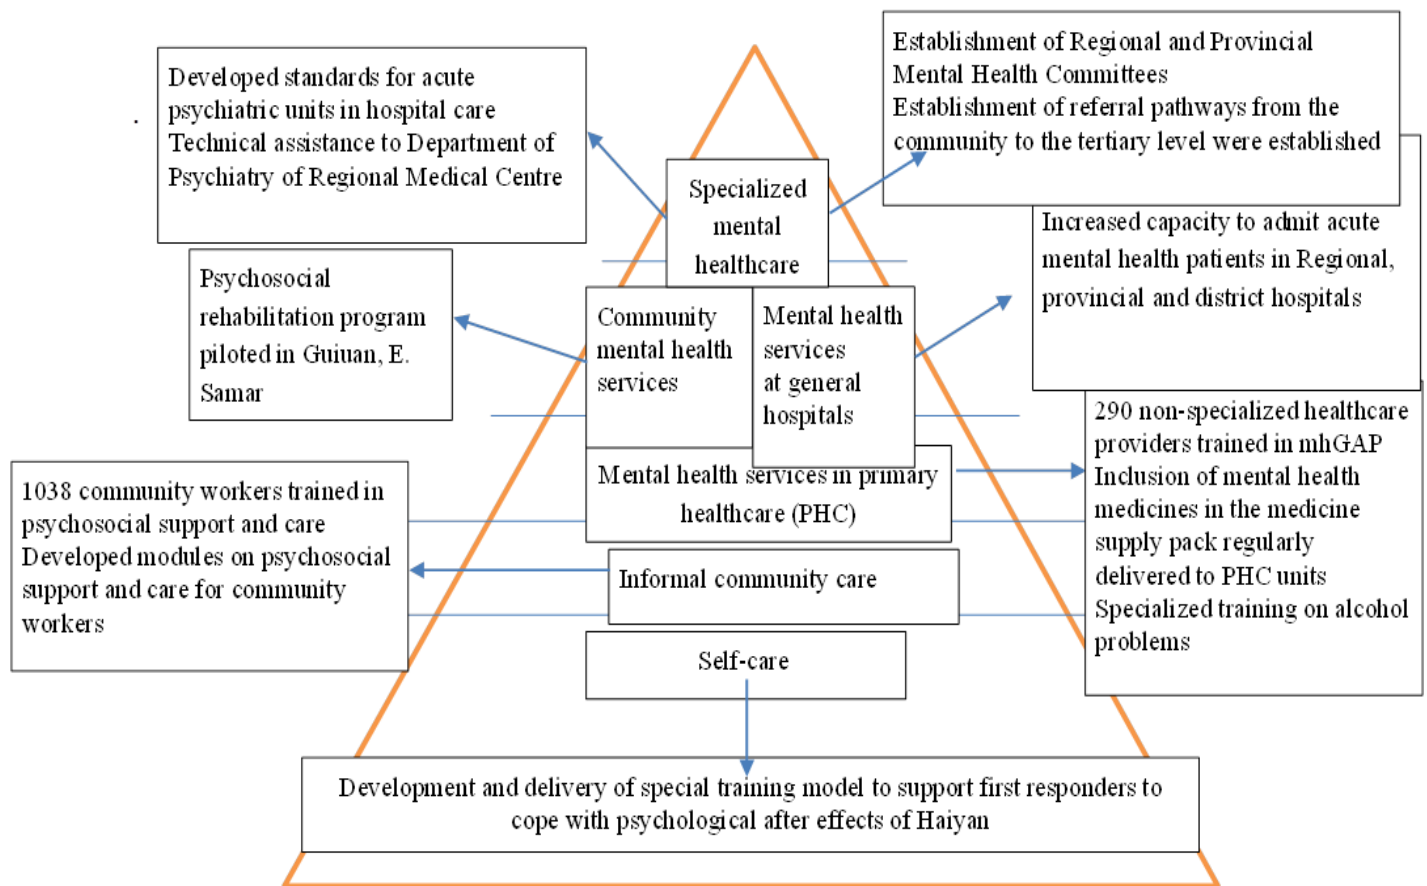 Developed standards for acute
psychiatric units in hospital care
Technical assistance to Department of
Psychiatry of Regional Medical Centre
Establishment of Regional and Provincial
Mental Health Committees
Establishment of referral pathways from the
community to the tertiary level were established
.
Specialized
mental
healthcare
Increased capacity to admit acute
mental health patients in Regional,
provincial and district hospitals
Psychosocial
rehabilitation program
piloted in Guiuan, E.
Samar
Community
mental health
services
Mental health
services
at general
hospitals
290 non-specialized healthcare
providers trained in mhGAP
Inclusion of mental health
medicines in the medicine
supply pack regularly
delivered to PHC units
Specialized training on alcohol
problems
Mental health services in primary
healthcare (PHC)
1038 community workers trained in
psychosocial support and care
Developed modules on psychosocial
support and care for community
workers
Informal community care
Self-care
Development and delivery of special training model to support first responders to
cope with psychological after effects of Haiyan